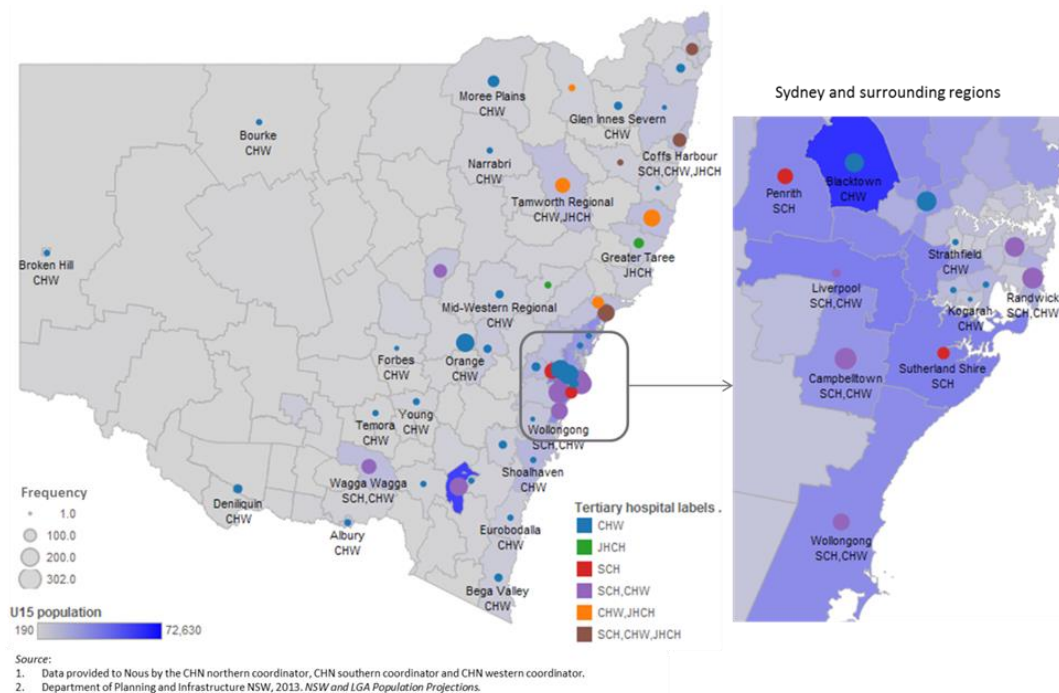 Sydney and surrounding regions
Moree Plains
CHW
Glen Innes Severn
CHW
Bourke
CHW
Narrabri
CHW
Coffs Harbour
SCH,CHW,JHCH
Tamworth Regional
CHW,JHCH
Greater Taree
JHCH
Broken Hill
CHW
Mid-Western Regional
CHW
Forbes
CHW
Orange
CHW
Young
CHW
Temora
CHW
Wollongong
SCH,CHW
Wagga Wagga
SCH,CHW
Shoalhaven
CHW
Deniliquin
CHW
Albury
CHW
Eurobodalla
CHW
Bega Valley
CHW
Blacktown
CHW
Penrith
SCH
Strathfield
CHW
Liverpool
SCH,CHW
Randwick
SCH,CHW
Kogarah
CHW
Sutherland Shire
SCH
Campbelltown
SCH,CHW
Wollongong
SCH,CHW
Frequency
1.0
100.0
200.0
302.0
U15 population
190
72,630
Tertiary hospital labels .
CHW
JHCH
SCH
SCH,CHW
CHW,JHCH
SCH,CHW,JHCH
Source:
1. Data provided to Nous by the CHN northern coordinator, CHN southern coordinator and CHN western coordinator.
2. Department of Planning and Infrastructure NSW, 2013. NSW and LGA Population Projections.